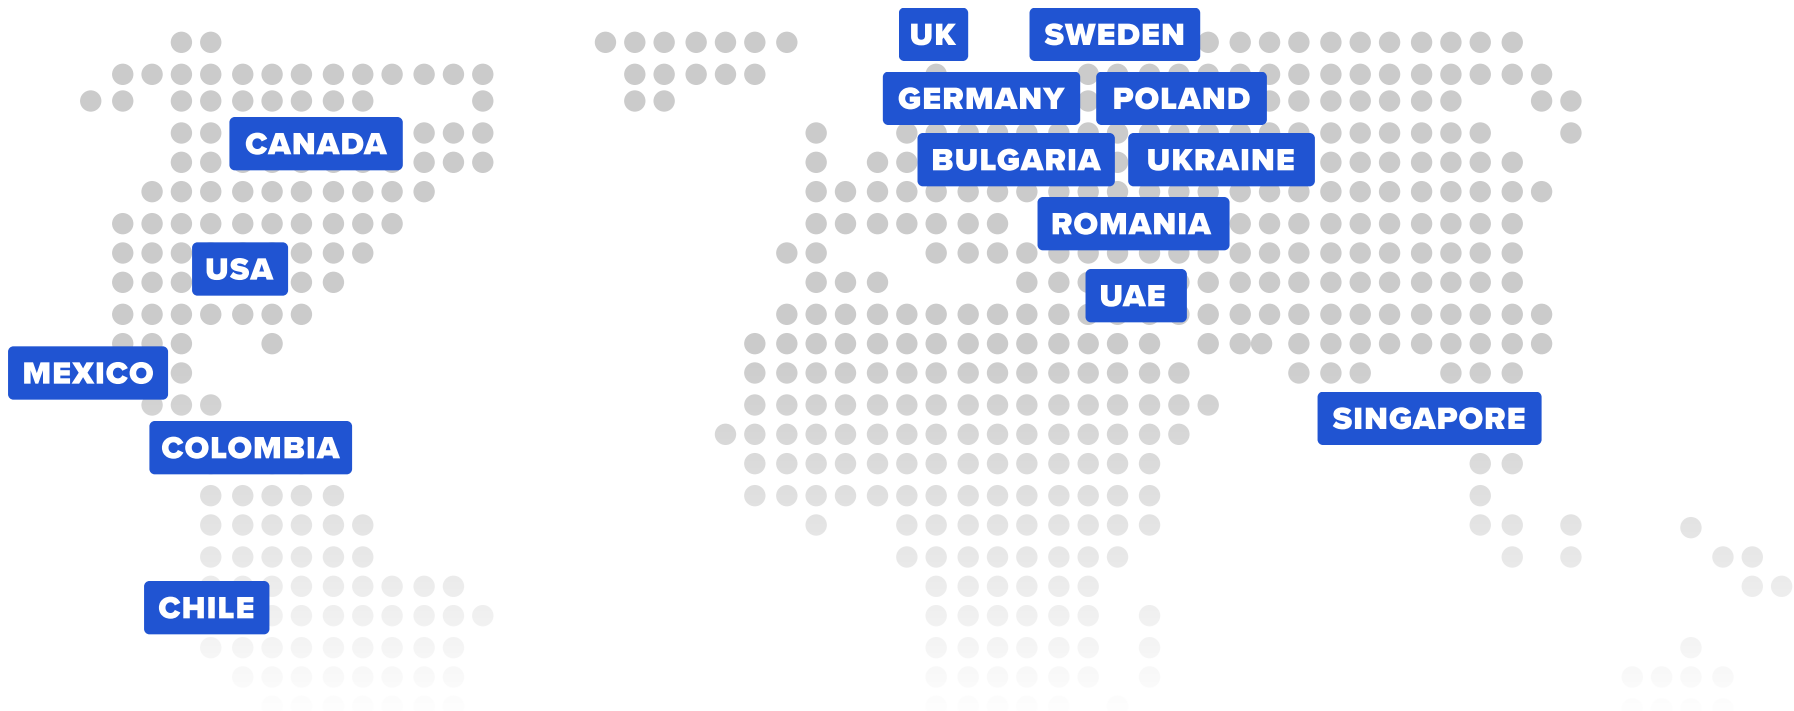 UK
SWEDEN
GERMANY
POLAND
CANADA
BULGARIA
UKRAINE
ROMANIA
USA
UAE
MEXICO
SINGAPORE
COLOMBIA
CHILE